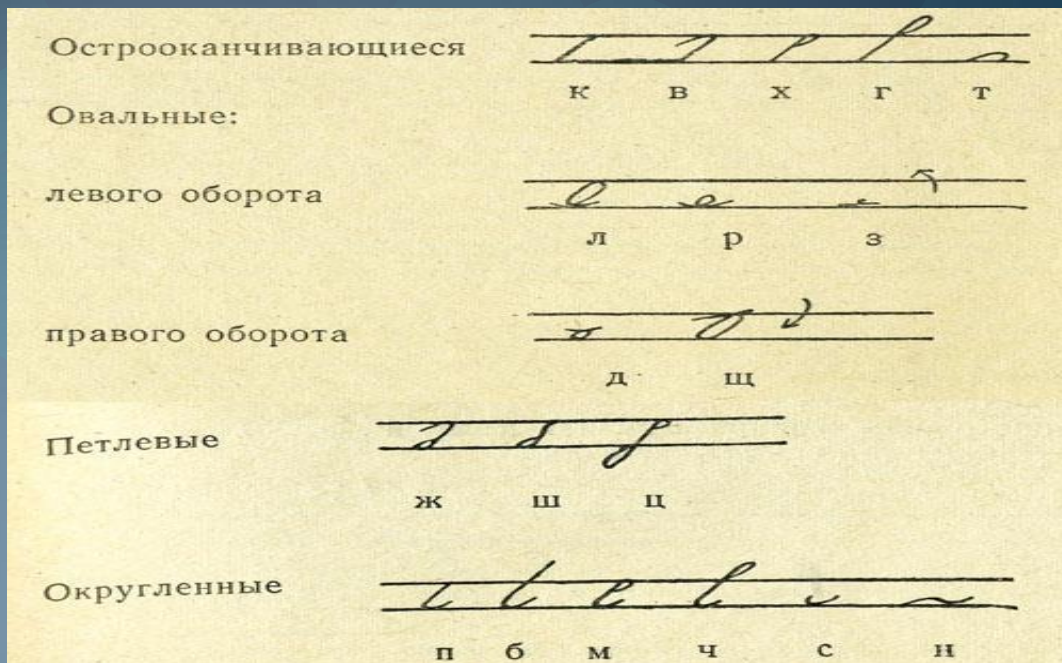 Острооканчивающиеся
к в х г т
Овальные:
левого оборота
л р з
правого оборота
д щ
Петлевые
ж ш ц
Округленные
п б м ч с н